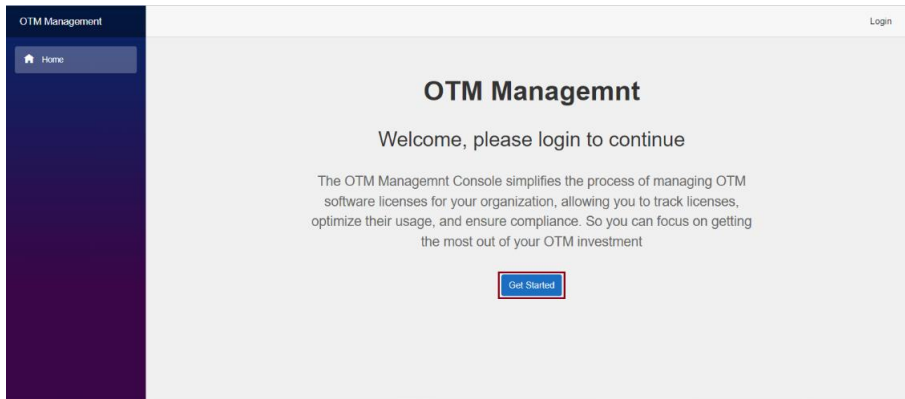 OTM Management
Login
Home
OTM Managemnt
Welcome, please login to continue
The OTM Managemnt Console simplifies the process of managing OTM
software licenses for your organization, allowing you to track licenses,
optimize their usage, and ensure compliance. So you can focus on getting
the most out of your OTM investment
Get Started